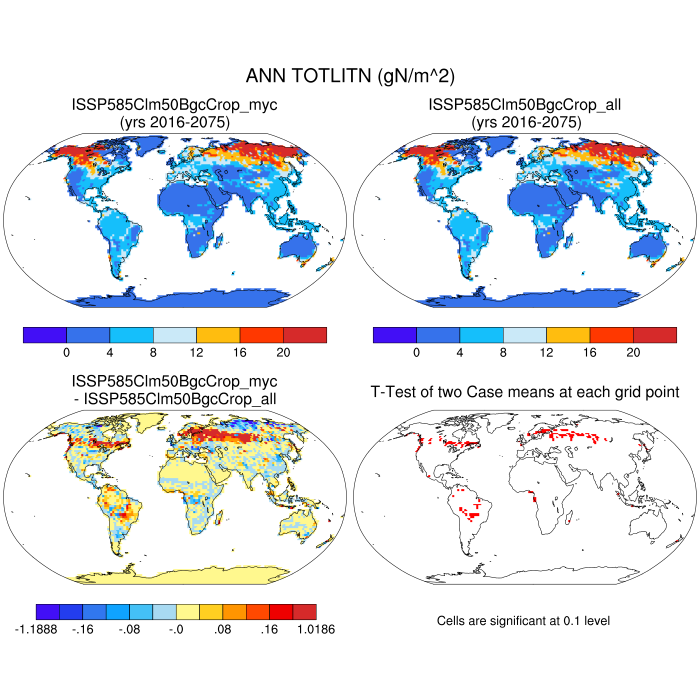 ANN TOTLITN (gN/m^2)
ISSP585Clm50BgcCrop_myc
(yrs 2016-2075)
ISSP585Clm50BgcCrop_all
(yrs 2016-2075)
0 4 8 12 16 20
0 4 8 12 16 20
ISSP585Clm50BgcCrop_myc
- ISSP585Clm50BgcCrop_all
T-Test of two Case means at each grid point
-1.1888 -.16 -.08 -.0 .08 .16 1.0186
Cells are significant at 0.1 level